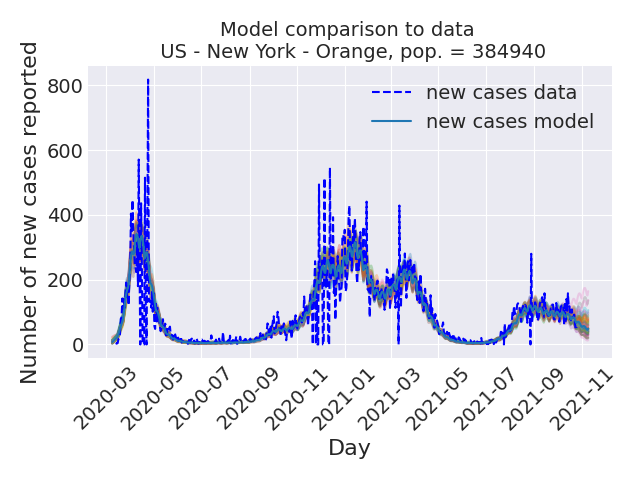 Model comparison to data
US - New York - Orange, pop. = 384940
Number of new cases reported
800
600
400
200
0
new cases data
new cases model
2020-03
2020-05
2020-07
2020-09
2020-11
2021-01
2021-03
2021-05
2021-07
2021-09
2021-11
Day